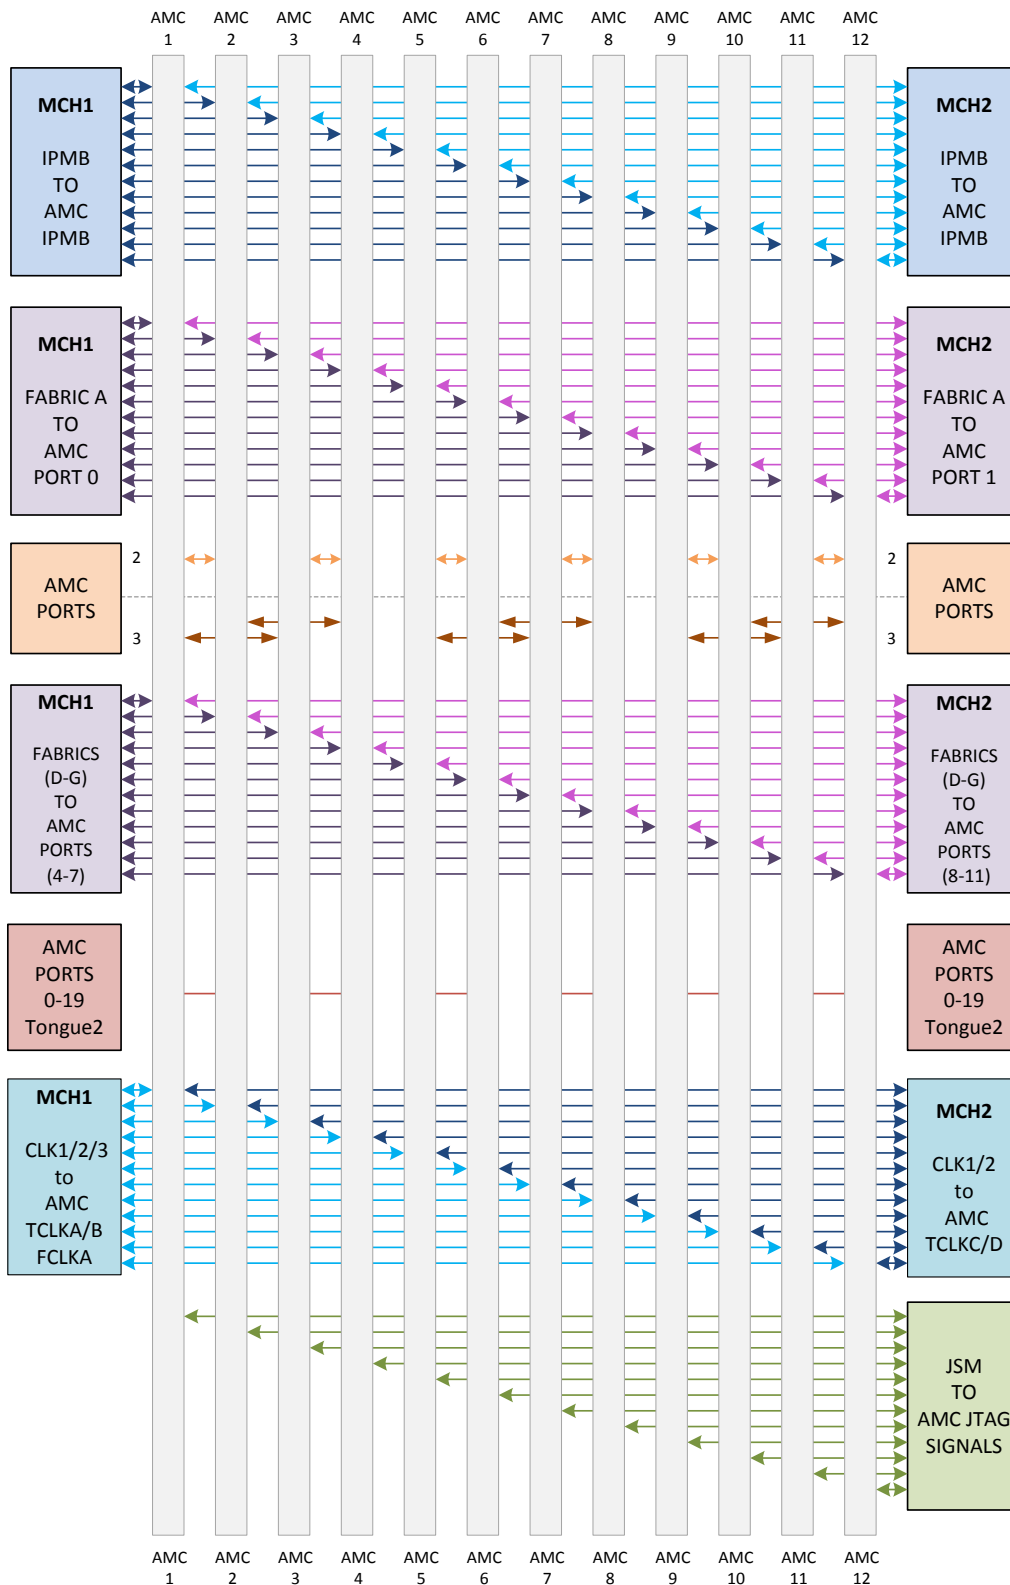 AMC AMC AMC AMC AMC AMC AMC AMC AMC AMC AMC AMC
1 2 3 4 5 6 7 8 9 10 11 12
MCH1
IPMB
TO
AMC
IPMB
MCH2
IPMB
TO
AMC
IPMB
MCH1
FABRIC A
TO
AMC
PORT 0
MCH2
FABRIC A
TO
AMC
PORT 1
AMC
PORTS
2
3
2
3
AMC
PORTS
MCH1
FABRICS
(D-G)
TO
AMC
PORTS
(4-7)
MCH2
FABRICS
(D-G)
TO
AMC
PORTS
(8-11)
AMC
PORTS
0-19
Tongue2
AMC
PORTS
0-19
Tongue2
MCH1
CLK1/2/3
to
AMC
TCLKA/B
FCLKA
MCH2
CLK1/2
to
AMC
TCLKC/D
JSM
TO
AMC JTAG
SIGNALS
AMC AMC AMC AMC AMC AMC AMC AMC AMC AMC AMC AMC
1 2 3 4 5 6 7 8 9 10 11 12